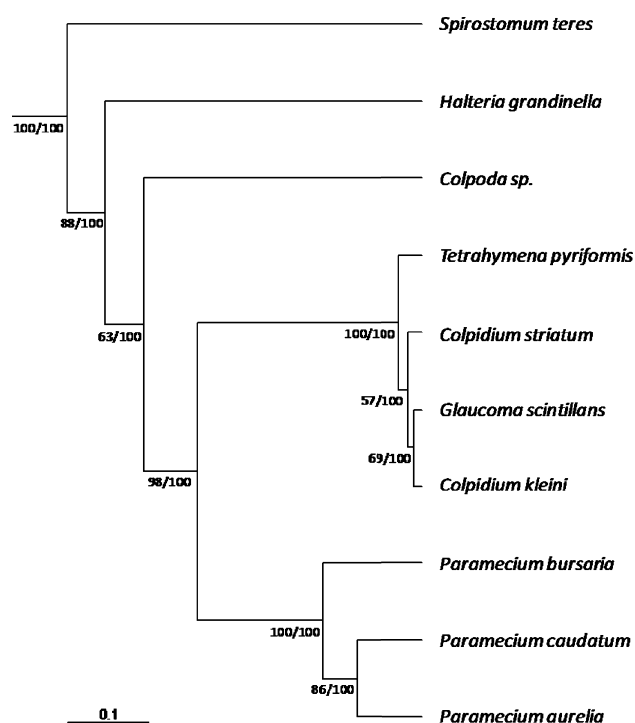 Spirostomum teres
100/100
Halteria grandinella
88/100
Colpoda sp.
63/100
Tetrahymena pyriformis
100/100
Colpidium striatum
57/100
Glaucoma scintillans
69/100
Colpidium kleini
98/100
Paramecium bursaria
100/100
Paramecium caudatum
86/100
Paramecium aurelia
0.1